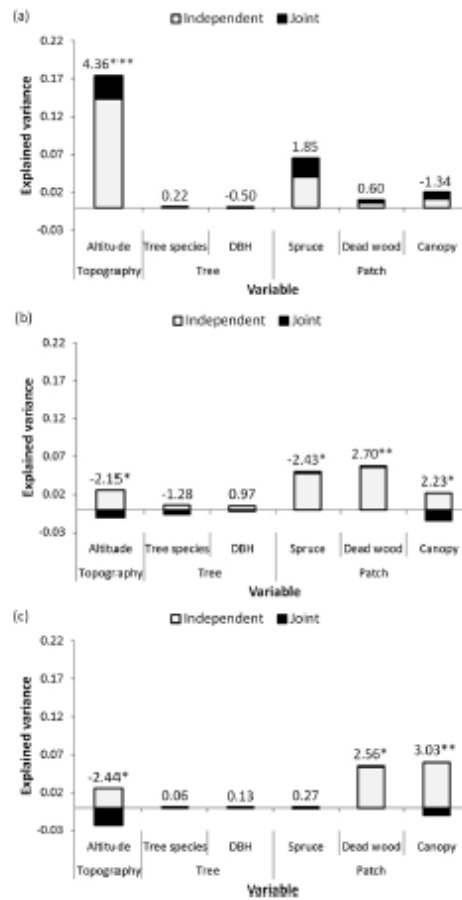 (a)
Independent Joint
0.22
0.17
0.12
0.07
0.02
-0.03
Explained variance
4.36***
0.22
-0.50
1.85
0.60
-1.34
Altitude Tree species DBH Spruce Dead wood Canopy
Topography Tree Patch
Variable
(b)
Independent Joint
0.22
0.17
0.12
0.07
0.02
-0.03
Explained variance
-2.15*
-1.28
0.97
-2.43*
2.70**
2.23*
Altitude Tree species DBH Spruce Dead wood Canopy
Topography Tree Patch
Variable
(c)
Independent Joint
0.22
0.17
0.12
0.07
0.02
-0.03
Explained variance
-2.44*
0.06
0.13
0.27
2.56*
3.03**
Altitude Tree species DBH Spruce Dead wood Canopy
Topography Tree Patch
Variable